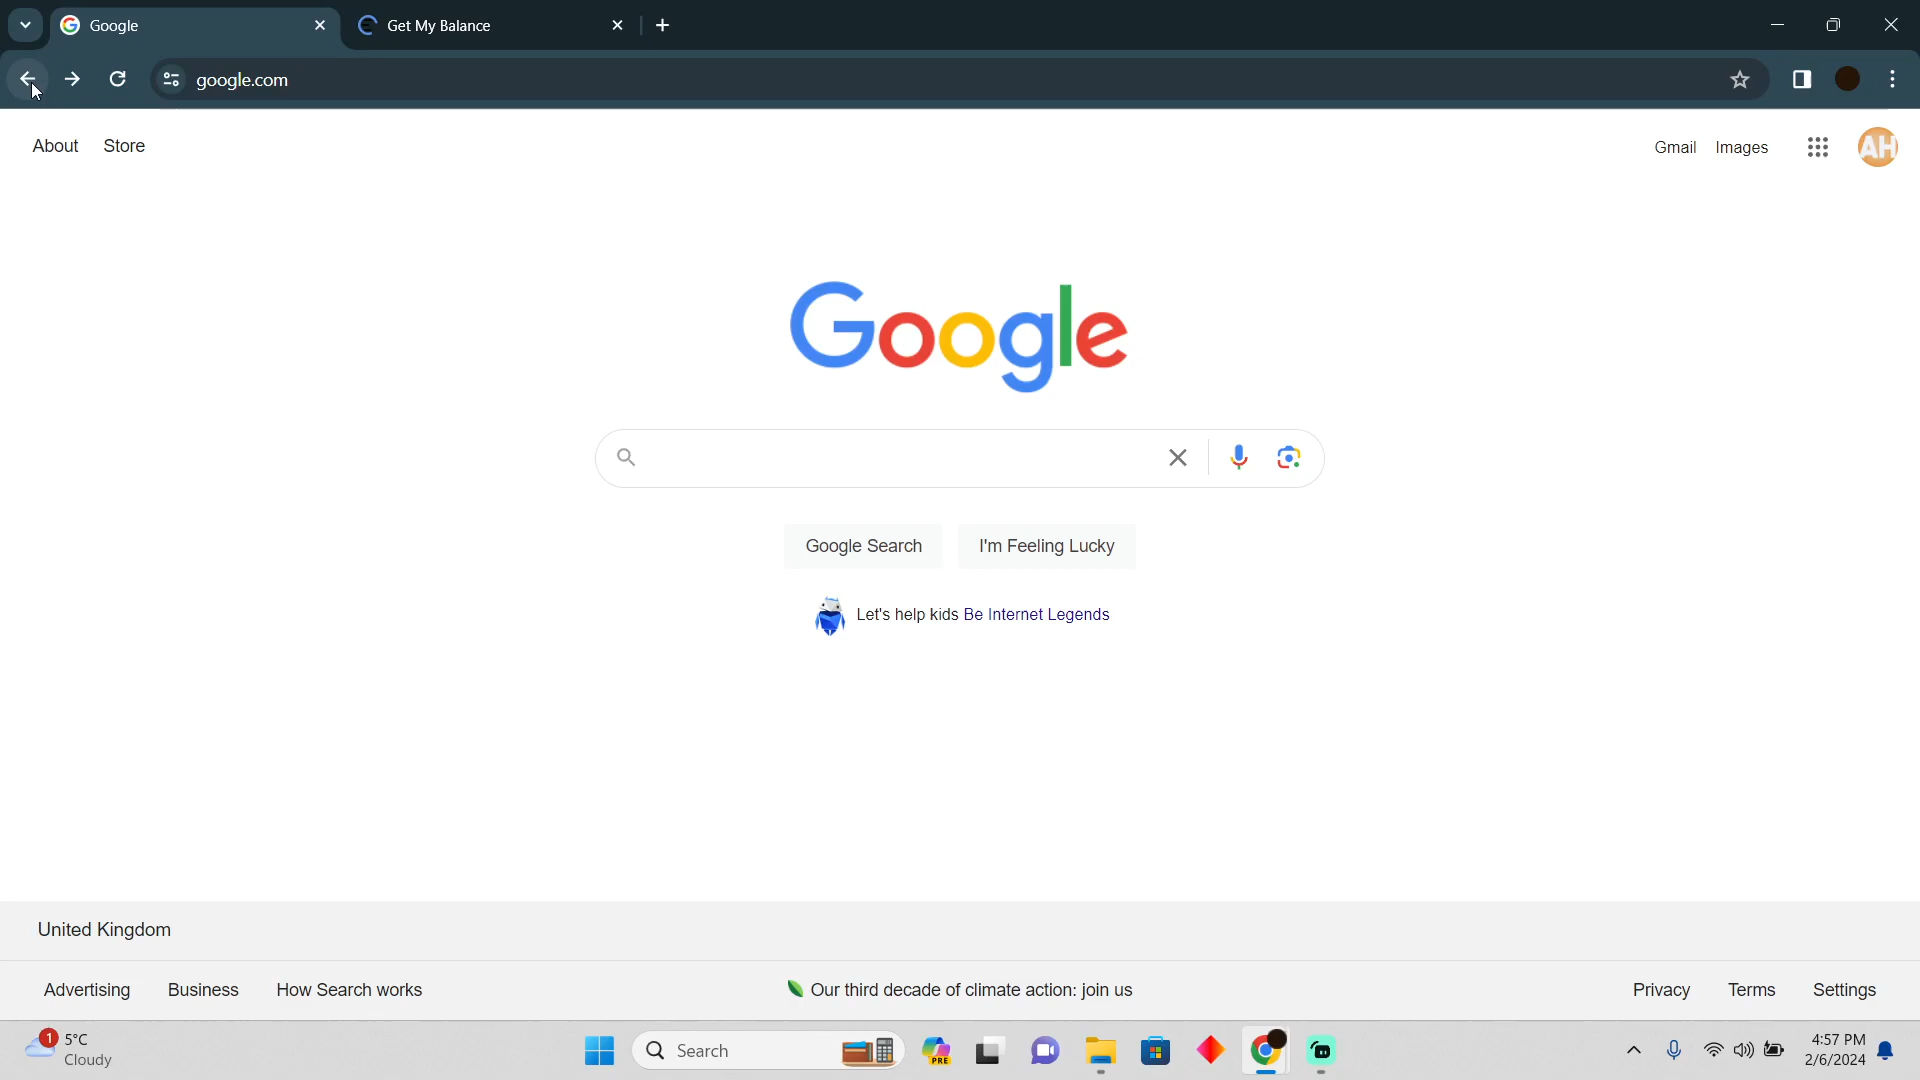 Google
Get My Balance
google.com
About Store
Gmail Images
AH
Google
Google Search
I'm Feeling Lucky
Let's help kids Be Internet Legends
United Kingdom
Advertising Business How Search works
Our third decade of climate action: join us
Privacy Terms Settings
1
5°C
Cloudy
Search
PRE
4:57 PM
2/6/2024